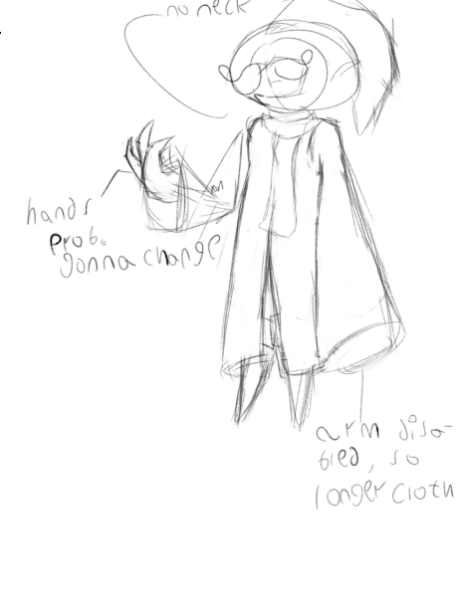 no neck
hands
prob.
gonna change
arm disa-
bled, so
longer cloth